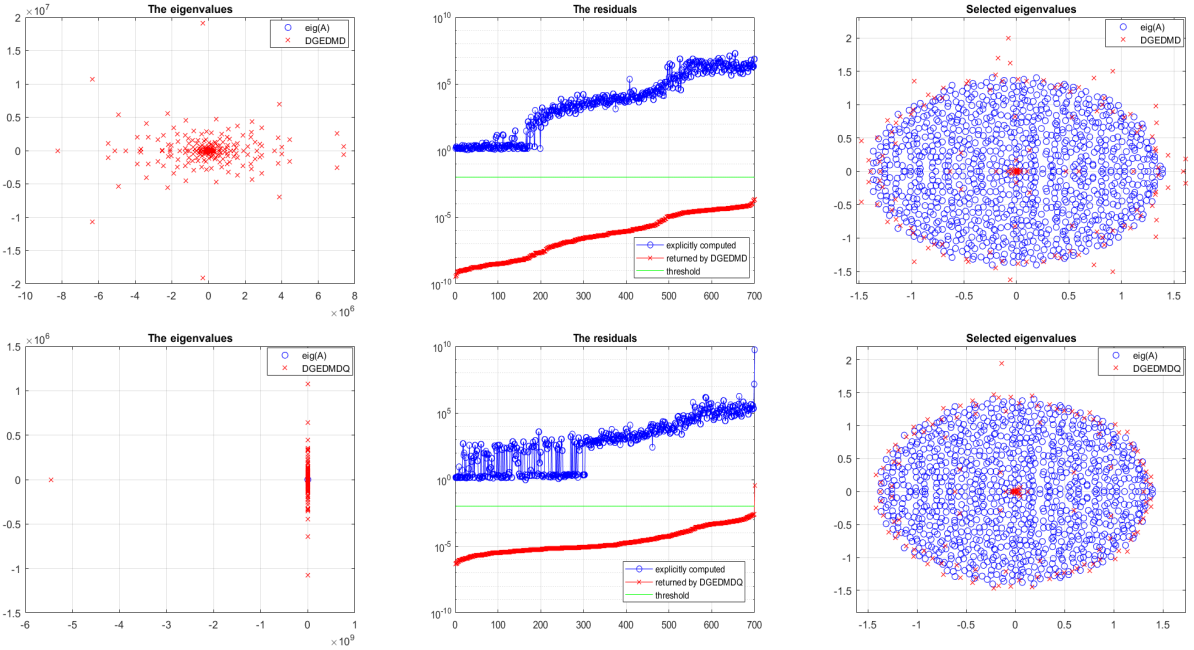 The eigenvalues
× 10^7
2
1.5
1
0.5
0
-0.5
-1
-1.5
-2
-10 -8 -6 -4 -2 0 2 4 6 8
× 10^6
eig(A)
DGEDMD
The residuals
10^10
10^5
10^0
10^-5
10^-10
0 100 200 300 400 500 600 700
explicitly computed
returned by DGEDMD
threshold
Selected eigenvalues
2
1.5
1
0.5
0
-0.5
-1
-1.5
-1.5 -1 -0.5 0 0.5 1 1.5
eig(A)
DGEDMD
The eigenvalues
× 10^6
1.5
1
0.5
0
-0.5
-1
-1.5
-6 -5 -4 -3 -2 -1 0 1
× 10^9
eig(A)
DGEDMDQ
The residuals
10^10
10^5
10^0
10^-5
10^-10
0 100 200 300 400 500 600 700
explicitly computed
returned by DGEDMDQ
threshold
Selected eigenvalues
2
1.5
1
0.5
0
-0.5
-1
-1.5
-1.5 -1 -0.5 0 0.5 1 1.5
eig(A)
DGEDMDQ